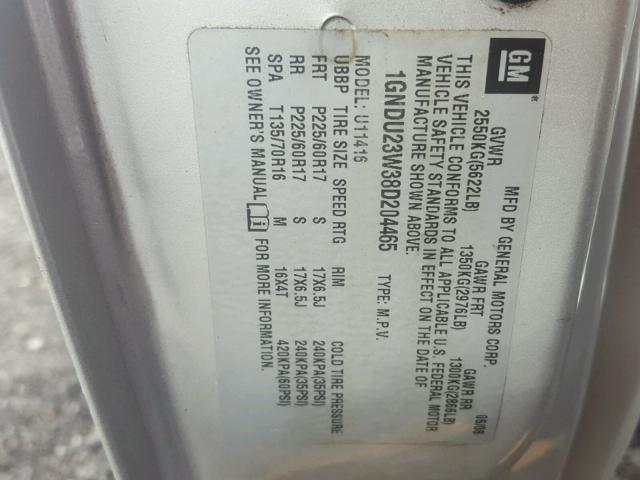 GM®
MFD BY GENERAL MOTORS CORP. 05/08
GVWR GAWR FRT GAWR RR
2550KG(5622LB) 1350KG(2976LB) 1300KG(2866LB)
THIS VEHICLE CONFORMS TO ALL APPLICABLE U.S. FEDERAL MOTOR
VEHICLE SAFETY STANDARDS IN EFFECT ON THE DATE OF
MANUFACTURE SHOWN ABOVE.
1GNDU23W38D204465 TYPE: M.P.V.
MODEL: U11416
UBBP TIRE SIZE SPEED RTG RIM COLD TIRE PRESSURE
FRT P225/60R17 S 17X6.5J 240KPA(35PSI)
RR P225/60R17 S 17X6.5J 240KPA(35PSI)
SPA T135/70R16 M 16X4T 420KPA(60PSI)
SEE OWNER'S MANUAL FOR MORE INFORMATION.